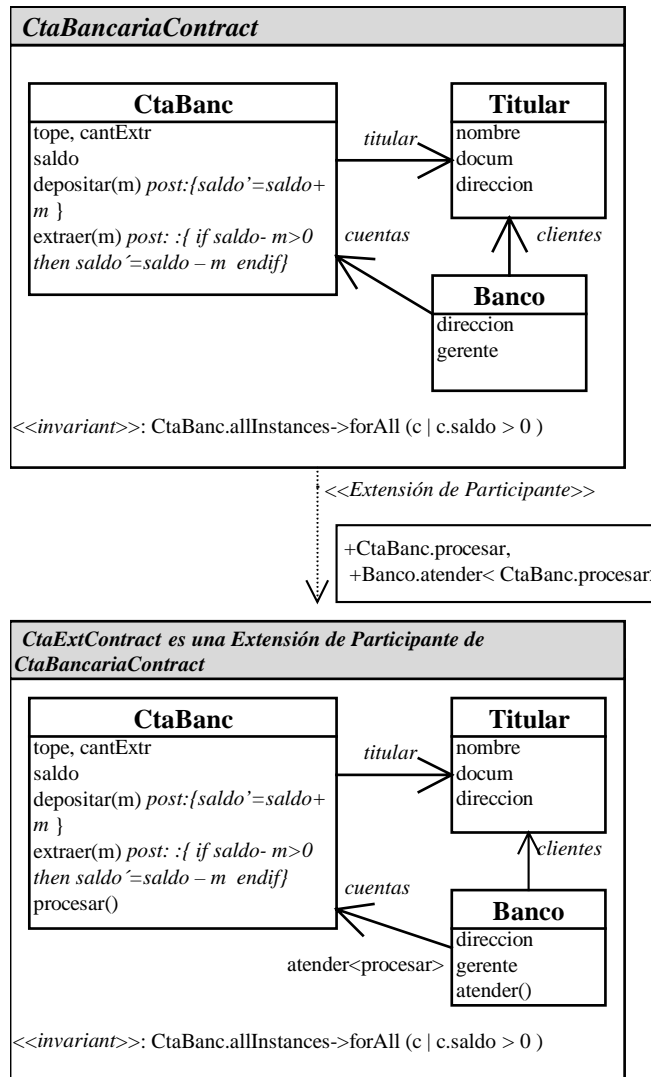 CtaBancariaContract
CtaBanc
tope, cantExtr
saldo
depositar(m) post:{saldo’=saldo+
m }
extraer(m) post: :{ if saldo- m>0
then saldo´=saldo – m  endif}
titular
Titular
nombre
docum
direccion
cuentas
clientes
Banco
direccion
gerente
<<invariant>>: CtaBanc.allInstances->forAll (c | c.saldo > 0 )
<<Extensión de Participante>>
+CtaBanc.procesar,
+Banco.atender< CtaBanc.procesar
CtaExtContract es una Extensión de Participante de
CtaBancariaContract
CtaBanc
tope, cantExtr
saldo
depositar(m) post:{saldo’=saldo+
m }
extraer(m) post: :{ if saldo- m>0
then saldo´=saldo – m  endif}
procesar()
titular
Titular
nombre
docum
direccion
cuentas
clientes
atender<procesar>
Banco
direccion
gerente
atender()
<<invariant>>: CtaBanc.allInstances->forAll (c | c.saldo > 0 )